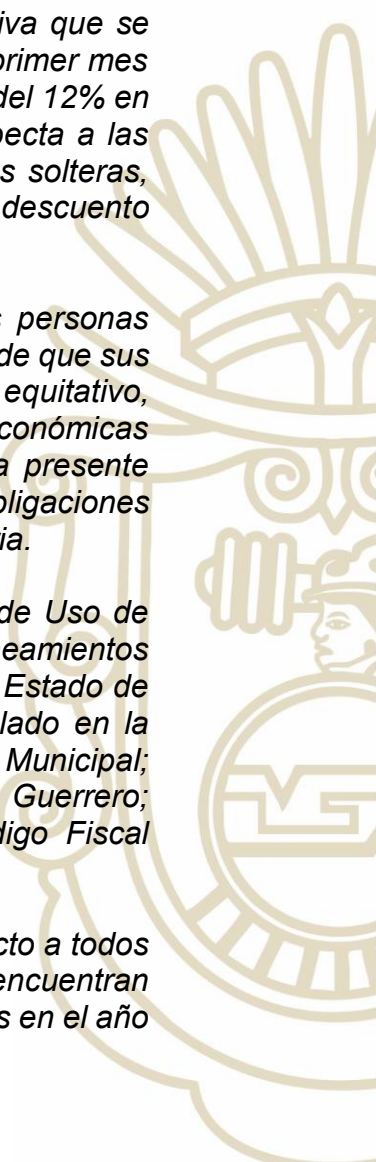 iva que se
primer mes
del 12% en
pecta a las
s solteras,
descuento
s personas
de que sus
equitativo,
conómicas
a presente
bligaciones
ia.
de Uso de
eamientos
Estado de
lado en la
Municipal;
Guerrero;
digo Fiscal
cto a todos
encuentran
s en el año